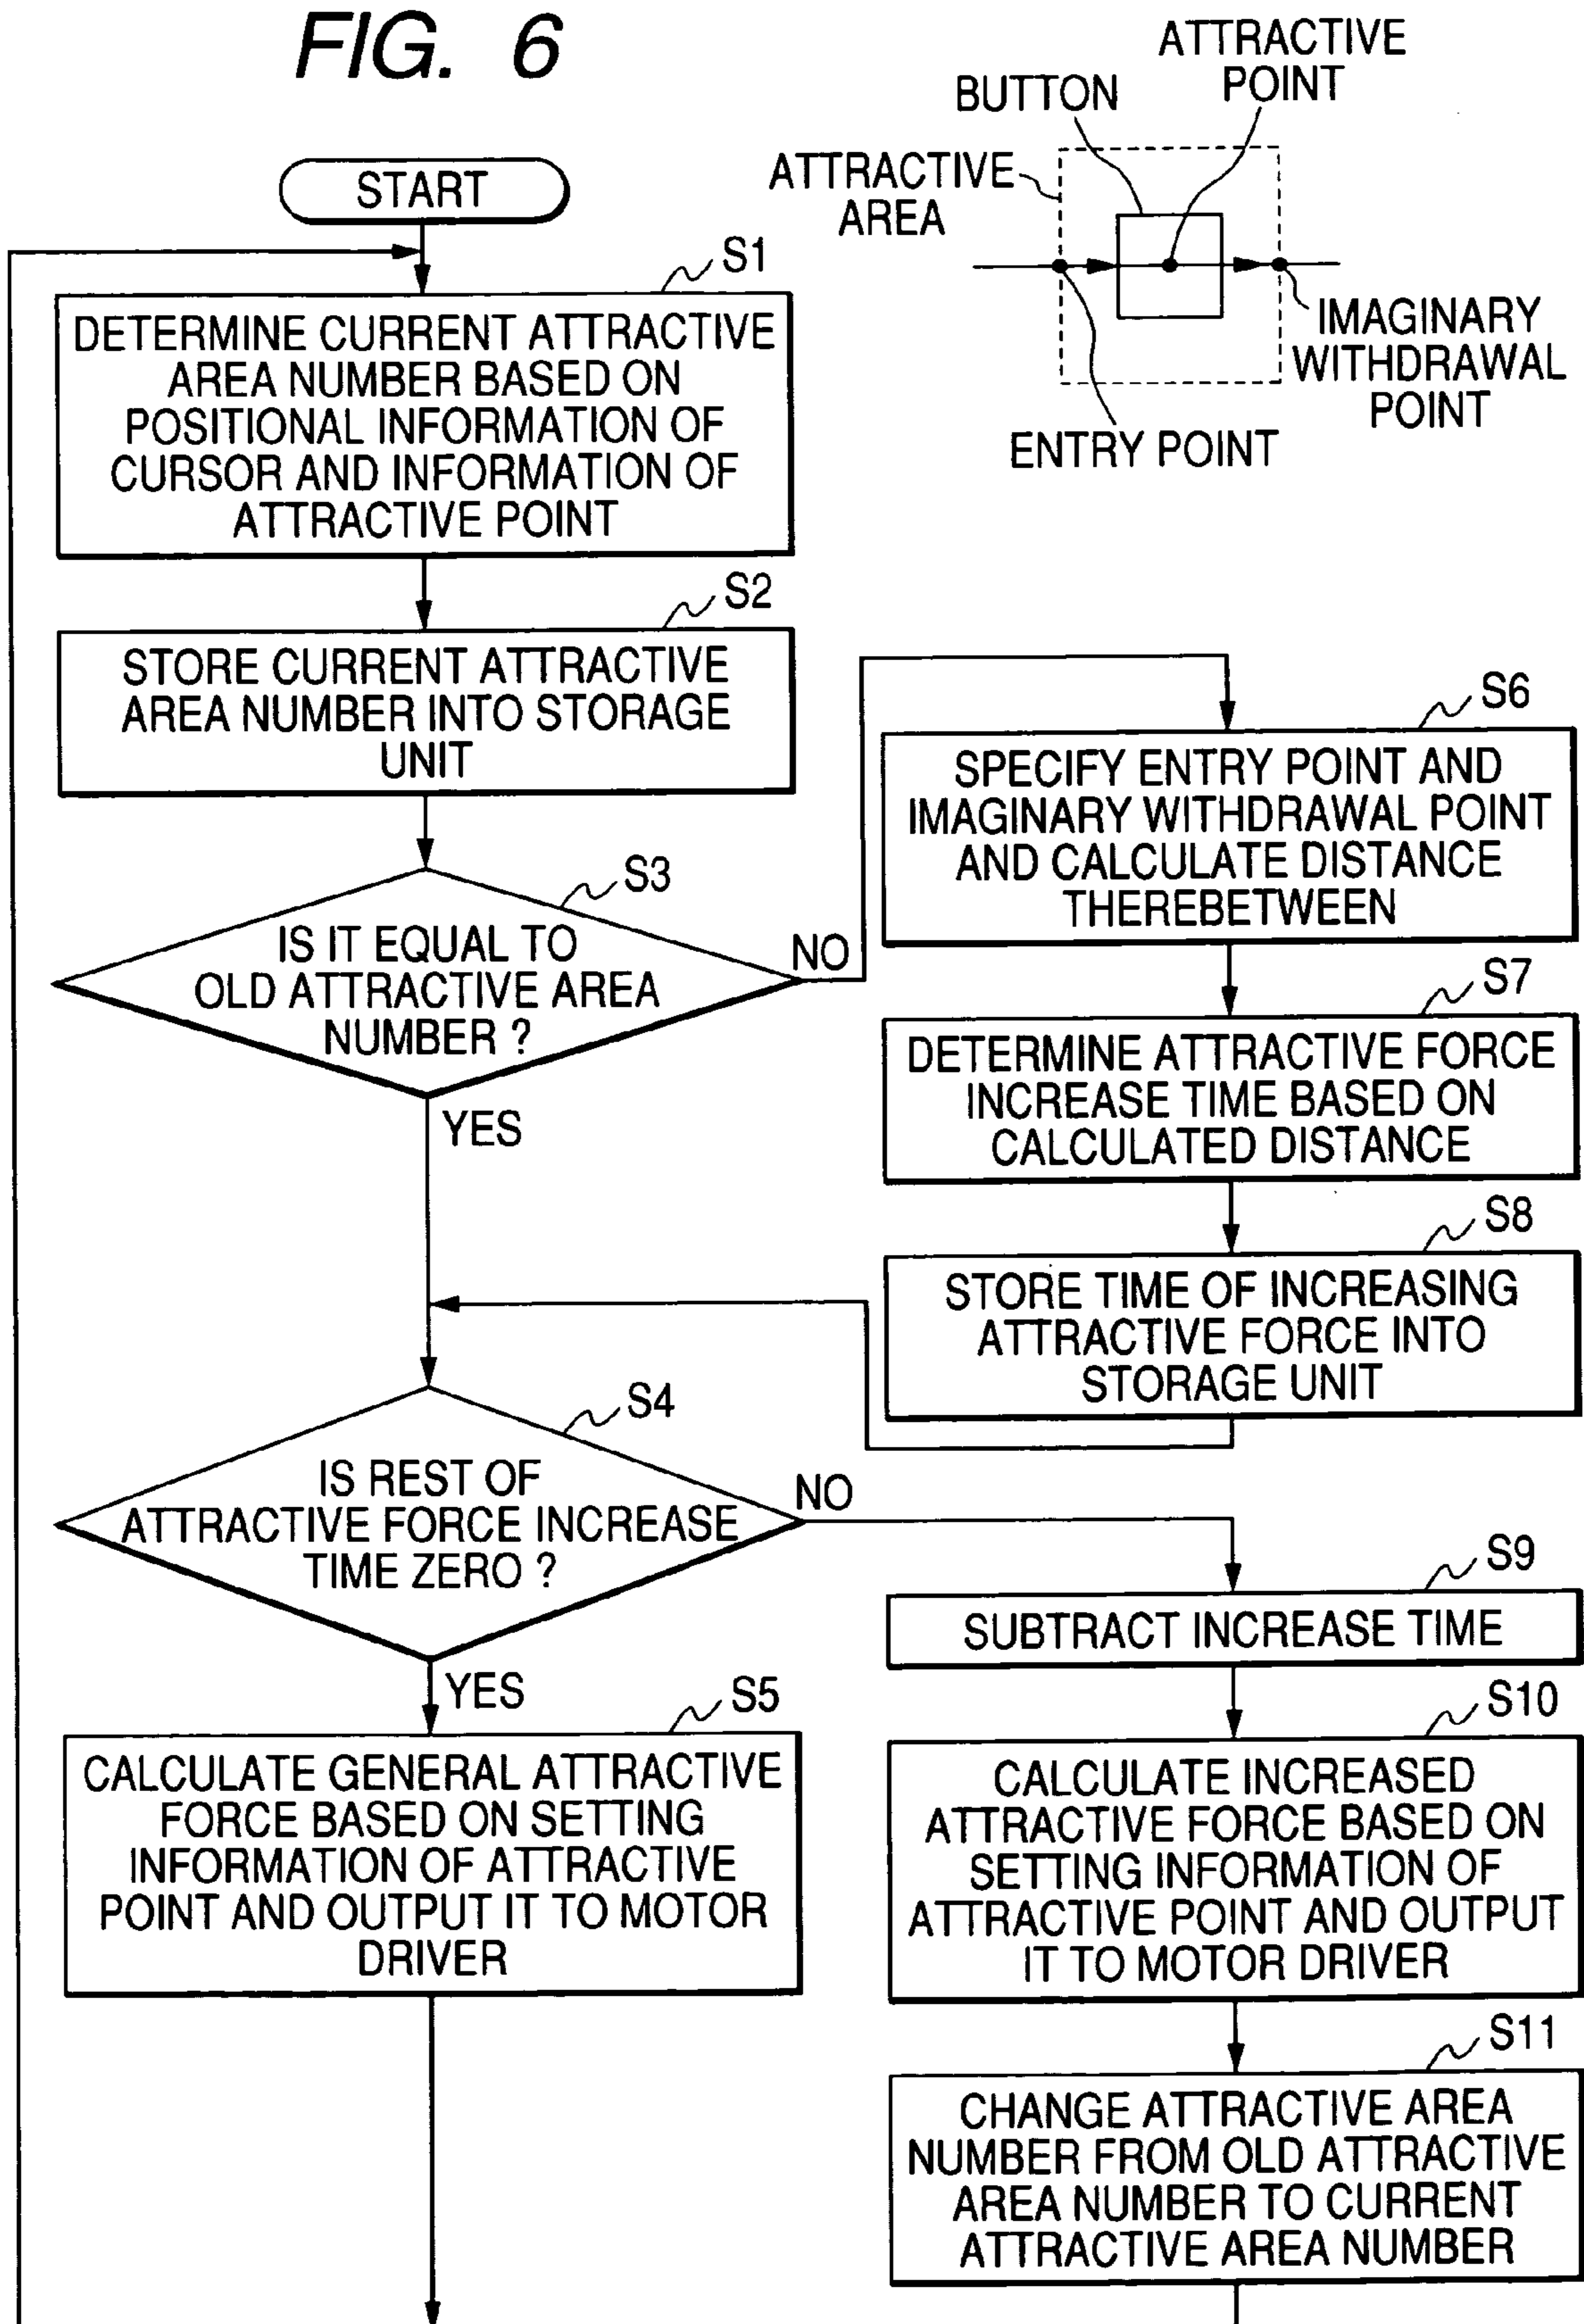 FIG. 6
ATTRACTIVE
POINT
BUTTON
ATTRACTIVE
AREA
IMAGINARY
WITHDRAWAL
POINT
ENTRY POINT
START
S1
DETERMINE CURRENT ATTRACTIVE
AREA NUMBER BASED ON
POSITIONAL INFORMATION OF
CURSOR AND INFORMATION OF
ATTRACTIVE POINT
S2
STORE CURRENT ATTRACTIVE
AREA NUMBER INTO STORAGE
UNIT
S3
IS IT EQUAL TO
OLD ATTRACTIVE AREA
NUMBER ?
NO
YES
S6
SPECIFY ENTRY POINT AND
IMAGINARY WITHDRAWAL POINT
AND CALCULATE DISTANCE
THEREBETWEEN
S7
DETERMINE ATTRACTIVE FORCE
INCREASE TIME BASED ON
CALCULATED DISTANCE
S8
STORE TIME OF INCREASING
ATTRACTIVE FORCE INTO
STORAGE UNIT
S4
IS REST OF
ATTRACTIVE FORCE INCREASE
TIME ZERO ?
NO
YES
S5
CALCULATE GENERAL ATTRACTIVE
FORCE BASED ON SETTING
INFORMATION OF ATTRACTIVE
POINT AND OUTPUT IT TO MOTOR
DRIVER
S9
SUBTRACT INCREASE TIME
S10
CALCULATE INCREASED
ATTRACTIVE FORCE BASED ON
SETTING INFORMATION OF
ATTRACTIVE POINT AND OUTPUT
IT TO MOTOR DRIVER
S11
CHANGE ATTRACTIVE AREA
NUMBER FROM OLD ATTRACTIVE
AREA NUMBER TO CURRENT
ATTRACTIVE AREA NUMBER